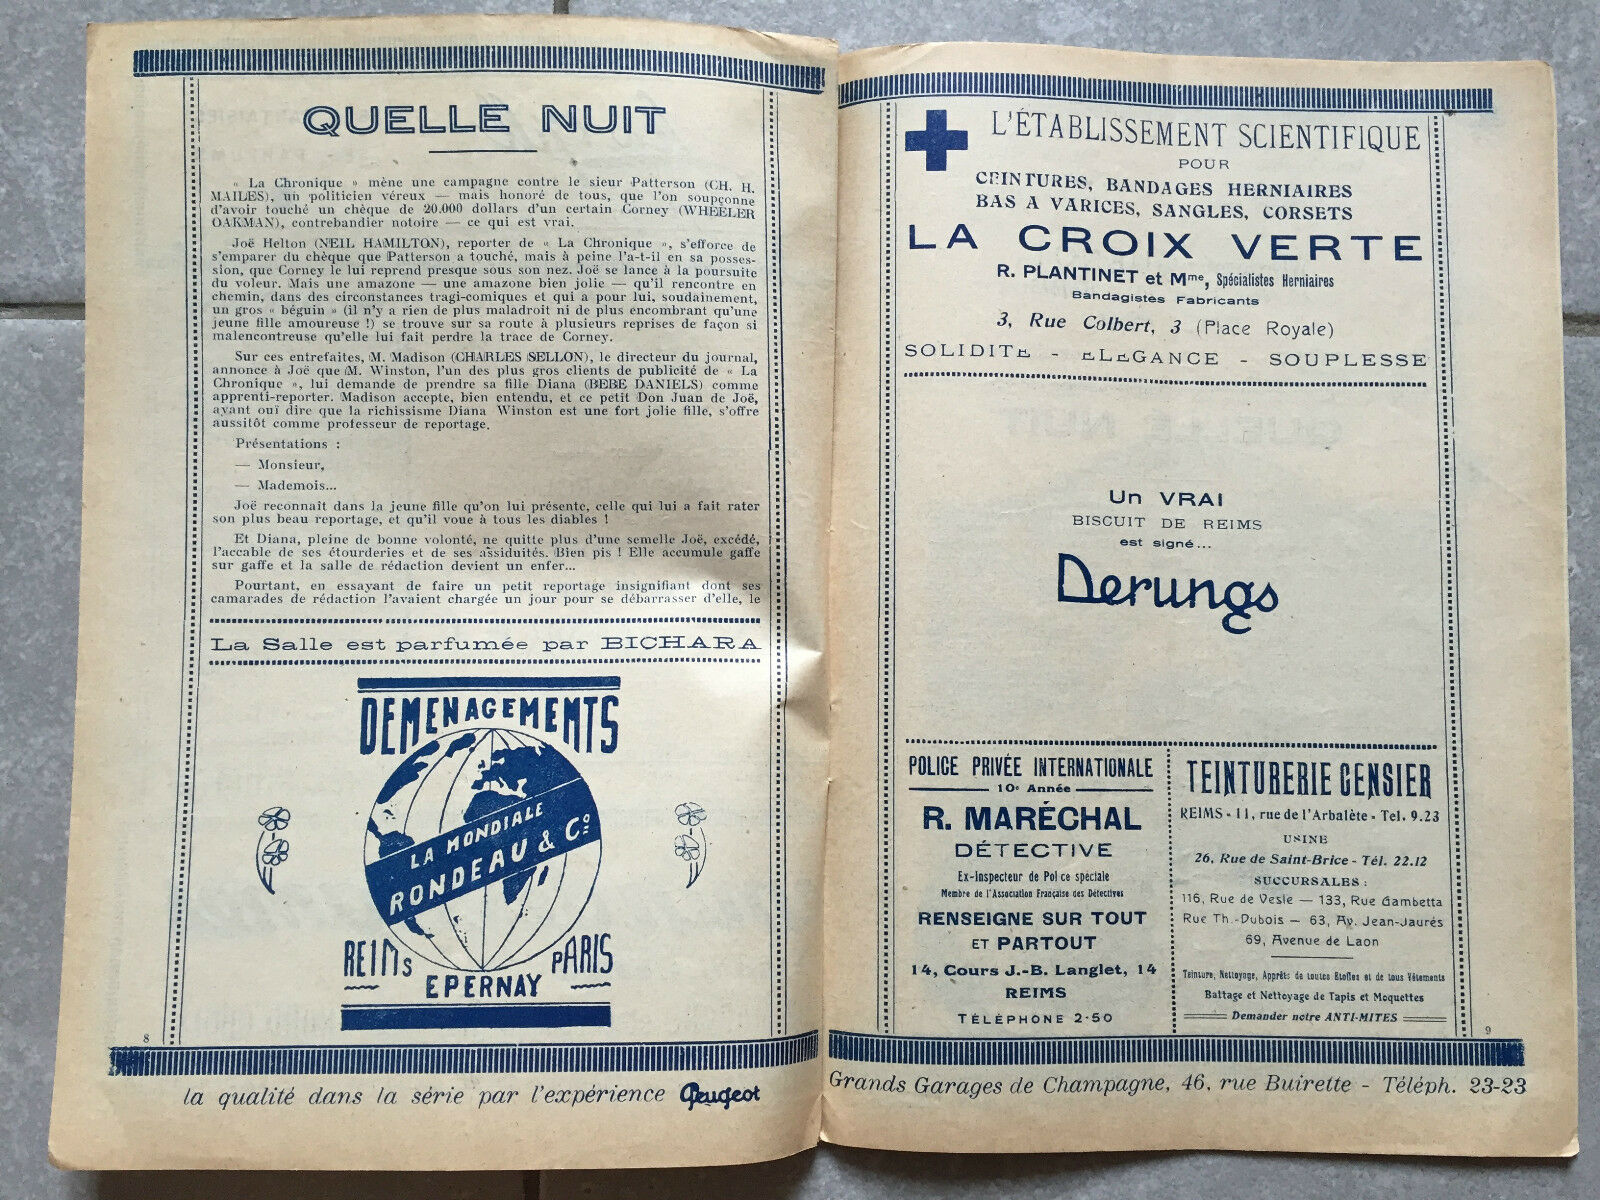 QUELLE NUIT
« La Chronique » mène une campagne contre le sieur Patterson (CH. H.
MAILES), un politicien véreux — mais honoré de tous, que l'on soupçonne
d'avoir touché un chèque de 20.000 dollars d'un certain Corney (WHEELER
OAKMAN), contrebandier notoire — ce qui est vrai.
Joë Helton (NEIL HAMILTON), reporter de « La Chronique », s'efforce de
s'emparer du chèque que Patterson a touché, mais à peine l'a-t-il en sa posses-
sion, que Corney le lui reprend presque sous son nez. Joë se lance à la poursuite
du voleur. Mais une amazone — une amazone bien jolie — qu'il rencontre en
chemin, dans des circonstances tragi-comiques et qui a pour lui, soudainement,
un gros « béguin » (il n'y a rien de plus maladroit ni de plus encombrant qu'une
jeune fille amoureuse !) se trouve sur sa route à plusieurs reprises de façon si
malencontreuse qu'elle lui fait perdre la trace de Corney.
Sur ces entrefaites, M. Madison (CHARLES SELLON), le directeur du journal,
annonce à Joë que M. Winston, l'un des plus gros clients de publicité de « La
Chronique », lui demande de prendre sa fille Diana (BEBE DANIELS) comme
apprenti-reporter. Madison accepte, bien entendu, et ce petit Don Juan de Joë,
ayant ouï dire que la richissime Diana Winston est une fort jolie fille, s'offre
aussitôt comme professeur de reportage.
Présentations :
— Monsieur,
— Mademois...
Joë reconnaît dans la jeune fille qu'on lui présente, celle qui lui a fait rater
son plus beau reportage, et qu'il voue à tous les diables !
Et Diana, pleine de bonne volonté, ne quitte plus d'une semelle Joë, excédé,
l'accable de ses étourderies et de ses assiduités. Bien pis ! Elle accumule gaffe
sur gaffe et la salle de rédaction devient un enfer...
Pourtant, en essayant de faire un petit reportage insignifiant dont ses
camarades de rédaction l'avaient chargée un jour pour se débarrasser d'elle, le
La Salle est parfumée par BICHARA
DEMENAGEMENTS
LA MONDIALE
RONDEAU & Co
REIMS PARIS
EPERNAY
8
la qualité dans la série par l'expérience Peugeot
L'ÉTABLISSEMENT SCIENTIFIQUE
POUR
CEINTURES, BANDAGES HERNIAIRES
BAS A VARICES, SANGLES, CORSETS
LA CROIX VERTE
R. PLANTINET et Mme, Spécialistes Herniaires
Bandagistes Fabricants
3, Rue Colbert, 3 (Place Royale)
SOLIDITE - ELEGANCE - SOUPLESSE
Un VRAI
BISCUIT DE REIMS
est signé...
Derungs
POLICE PRIVÉE INTERNATIONALE
10e Année
R. MARÉCHAL
DÉTECTIVE
Ex-Inspecteur de Police spéciale
Membre de l'Association Française des Détectives
RENSEIGNE SUR TOUT
ET PARTOUT
14, Cours J.-B. Langlet, 14
REIMS
TÉLÉPHONE 2-50
TEINTURERIE CENSIER
REIMS - 11, rue de l'Arbalète - Tel. 9.23
USINE
26, Rue de Saint-Brice - Tél. 22.12
SUCCURSALES :
116, Rue de Vesle — 133, Rue Gambetta
Rue Th.-Dubois — 63, Av. Jean-Jaurés
69, Avenue de Laon
Teinture, Nettoyage, Apprêts de toutes Etoffes et de tous Vêtements
Battage et Nettoyage de Tapis et Moquettes
Demander notre ANTI-MITES
9
Grands Garages de Champagne, 46, rue Buirette - Téléph. 23-23